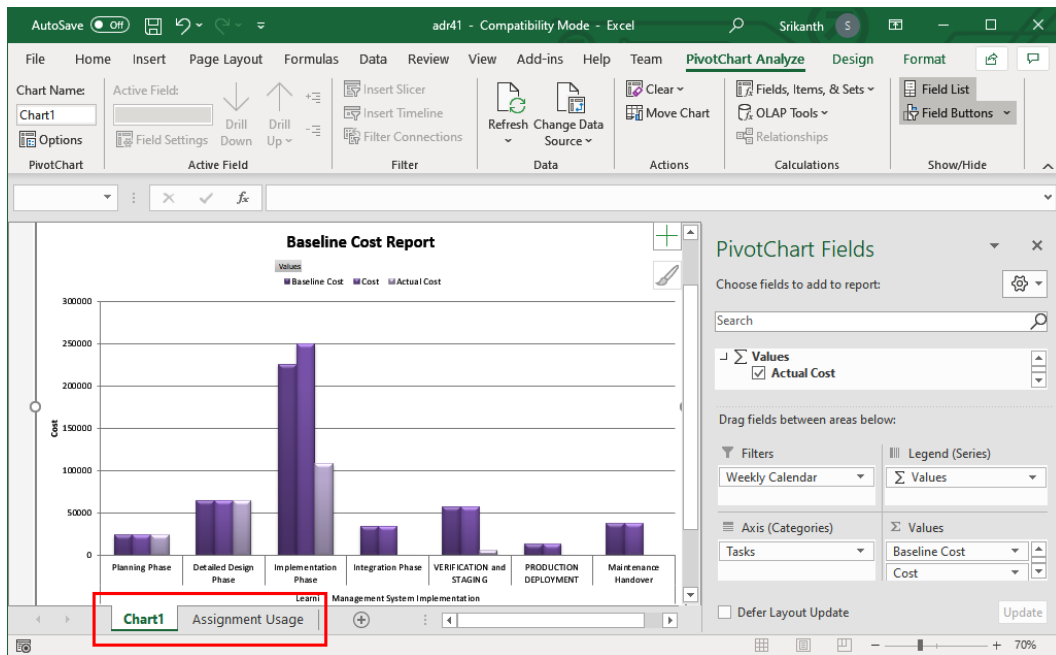 AutoSave Off adr41 - Compatibility Mode - Excel Srikanth S
File Home Insert Page Layout Formulas Data Review View Add-ins Help Team PivotChart Analyze Design Format
Chart Name:
Chart1
Options
PivotChart
Active Field:
Field Settings
Drill Down
Drill Up
Active Field
Insert Slicer
Insert Timeline
Filter Connections
Filter
Refresh
Change Data Source
Data
Clear
Move Chart
Actions
Fields, Items, & Sets
OLAP Tools
Relationships
Calculations
Field List
Field Buttons
Show/Hide
fx
Baseline Cost Report
Values
Baseline Cost Cost Actual Cost
300000
250000
200000
150000
100000
50000
0
Cost
Planning Phase
Detailed Design
Phase
Implementation
Phase
Integration Phase
VERIFICATION and
STAGING
PRODUCTION
DEPLOYMENT
Maintenance
Handover
Learni Management System Implementation
PivotChart Fields
Choose fields to add to report:
Search
Σ Values
Actual Cost
Drag fields between areas below:
Filters
Weekly Calendar
Legend (Series)
Σ Values
Axis (Categories)
Tasks
Σ Values
Baseline Cost
Cost
Defer Layout Update Update
Chart1 Assignment Usage
70%